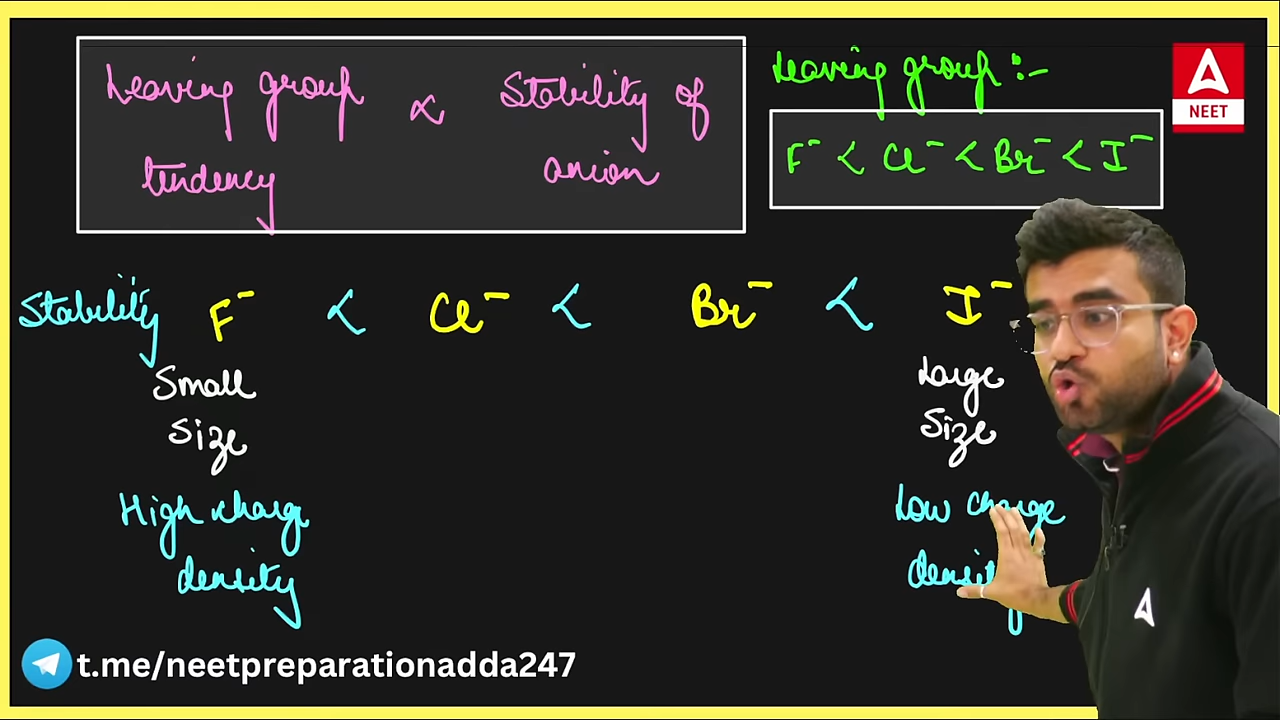 Leaving group ∝ Stability of
tendency anion
Leaving group :-
F⁻ < Cl⁻ < Br⁻ < I⁻
NEET
Stability F⁻ < Cl⁻ < Br⁻ < I⁻
Small
Size
High charge
density
Large
Size
Low charge
density
t.me/neetpreparationadda247